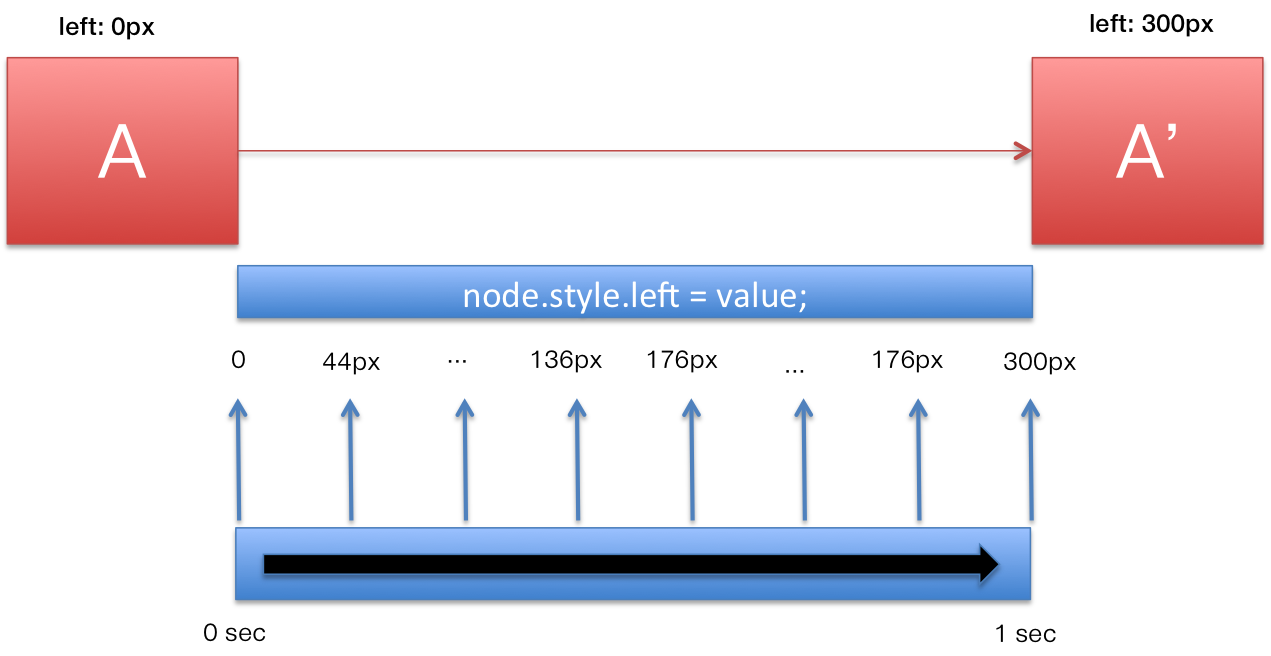 left: 0px
left: 300px
A
A’
node.style.left = value;
0
44px
...
136px
176px
...
176px
300px
0 sec
1 sec